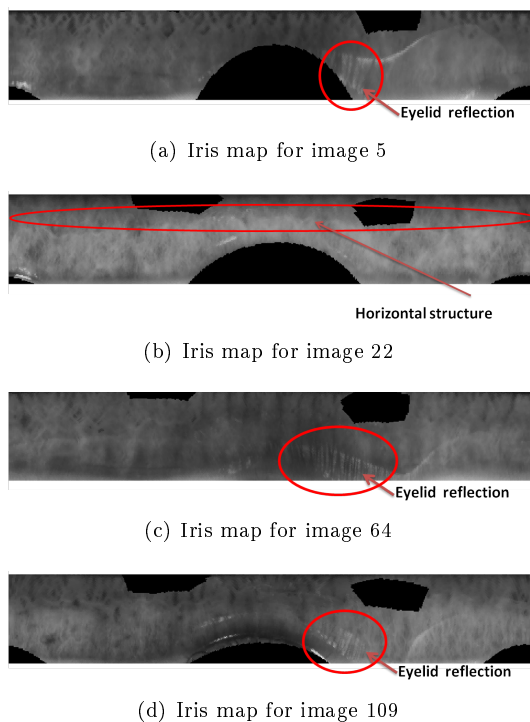 Eyelid reflection
(a) Iris map for image 5
Horizontal structure
(b) Iris map for image 22
Eyelid reflection
(c) Iris map for image 64
Eyelid reflection
(d) Iris map for image 109